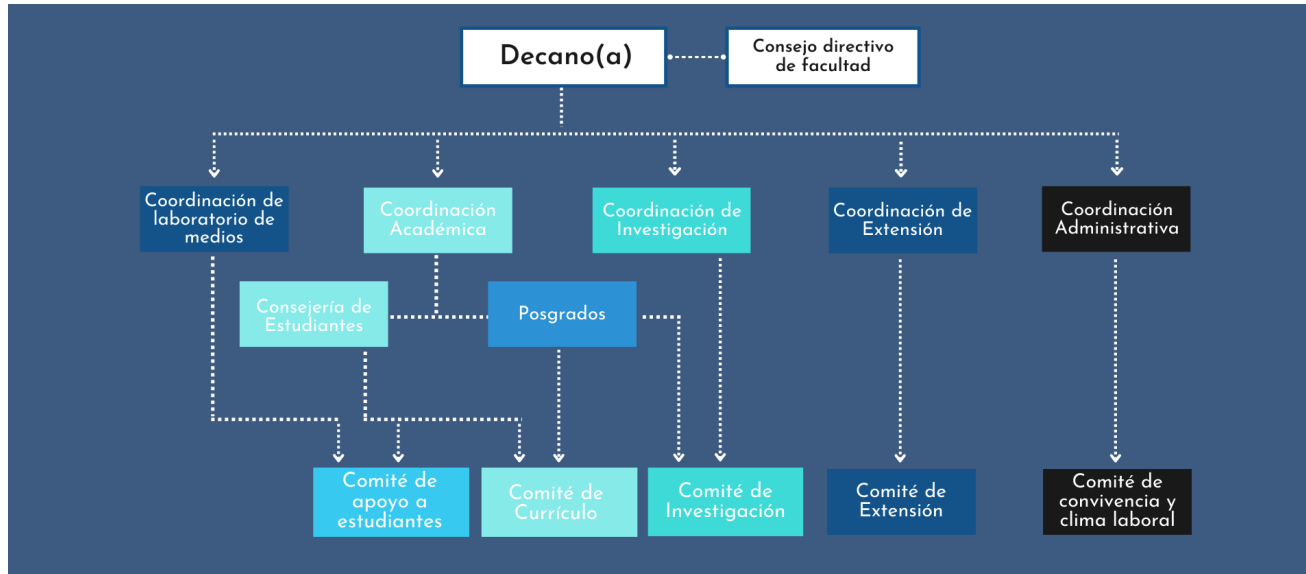 Decano(a)
Consejo directivo
de facultad
Coordinación de
laboratorio de
medios
Coordinación
Académica
Coordinación de
Investigación
Coordinación de
Extensión
Coordinación
Administrativa
Consejería de
Estudiantes
Posgrados
Comité de
apoyo a
estudiantes
Comité de
Currículo
Comité de
Investigación
Comité de
Extensión
Comité de
convivencia y
clima laboral